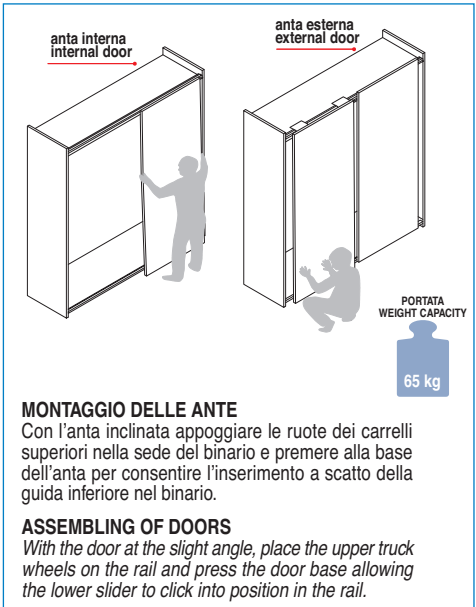 anta interna
internal door
anta esterna
external door
PORTATA
WEIGHT CAPACITY
65 kg
MONTAGGIO DELLE ANTE
Con l'anta inclinata appoggiare le ruote dei carrelli
superiori nella sede del binario e premere alla base
dell'anta per consentire l'inserimento a scatto della
guida inferiore nel binario.
ASSEMBLING OF DOORS
With the door at the slight angle, place the upper truck
wheels on the rail and press the door base allowing
the lower slider to click into position in the rail.